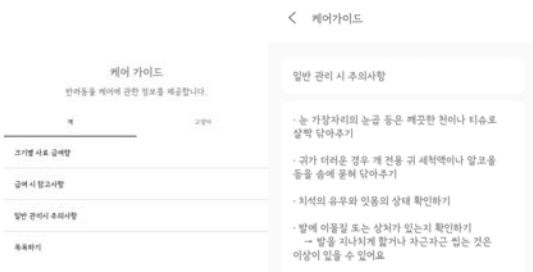 케어 가이드
반려동물 케어에 관한 정보를 제공합니다.
개
고양이
크기별 사료 급여량
급여 시 참고사항
일반 관리시 주의사항
목욕하기
케어가이드
일반 관리 시 주의사항
· 눈 가장자리의 눈곱 등은 깨끗한 천이나 티슈로
살짝 닦아주기
· 귀가 더러운 경우 개 전용 귀 세척액이나 알코올
등을 솜에 묻혀 닦아주기
· 치석의 유무와 잇몸의 상태 확인하기
· 발에 이물질 또는 상처가 있는지 확인하기
→ 발을 지나치게 핥거나 자근자근 씹는 것은
이상이 있을 수 있어요